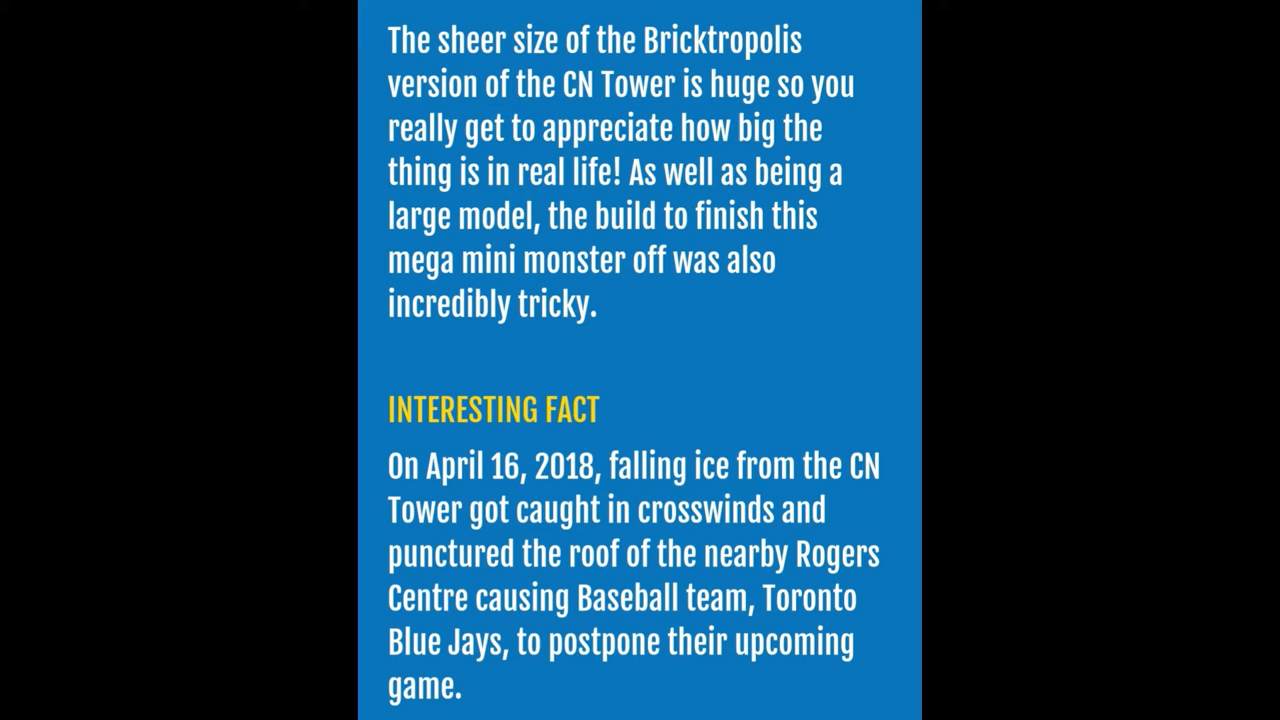 The sheer size of the Bricktropolis
version of the CN Tower is huge so you
really get to appreciate how big the
thing is in real life! As well as being a
large model, the build to finish this
mega mini monster off was also
incredibly tricky.
INTERESTING FACT
On April 16, 2018, falling ice from the CN
Tower got caught in crosswinds and
punctured the roof of the nearby Rogers
Centre causing Baseball team, Toronto
Blue Jays, to postpone their upcoming
game.